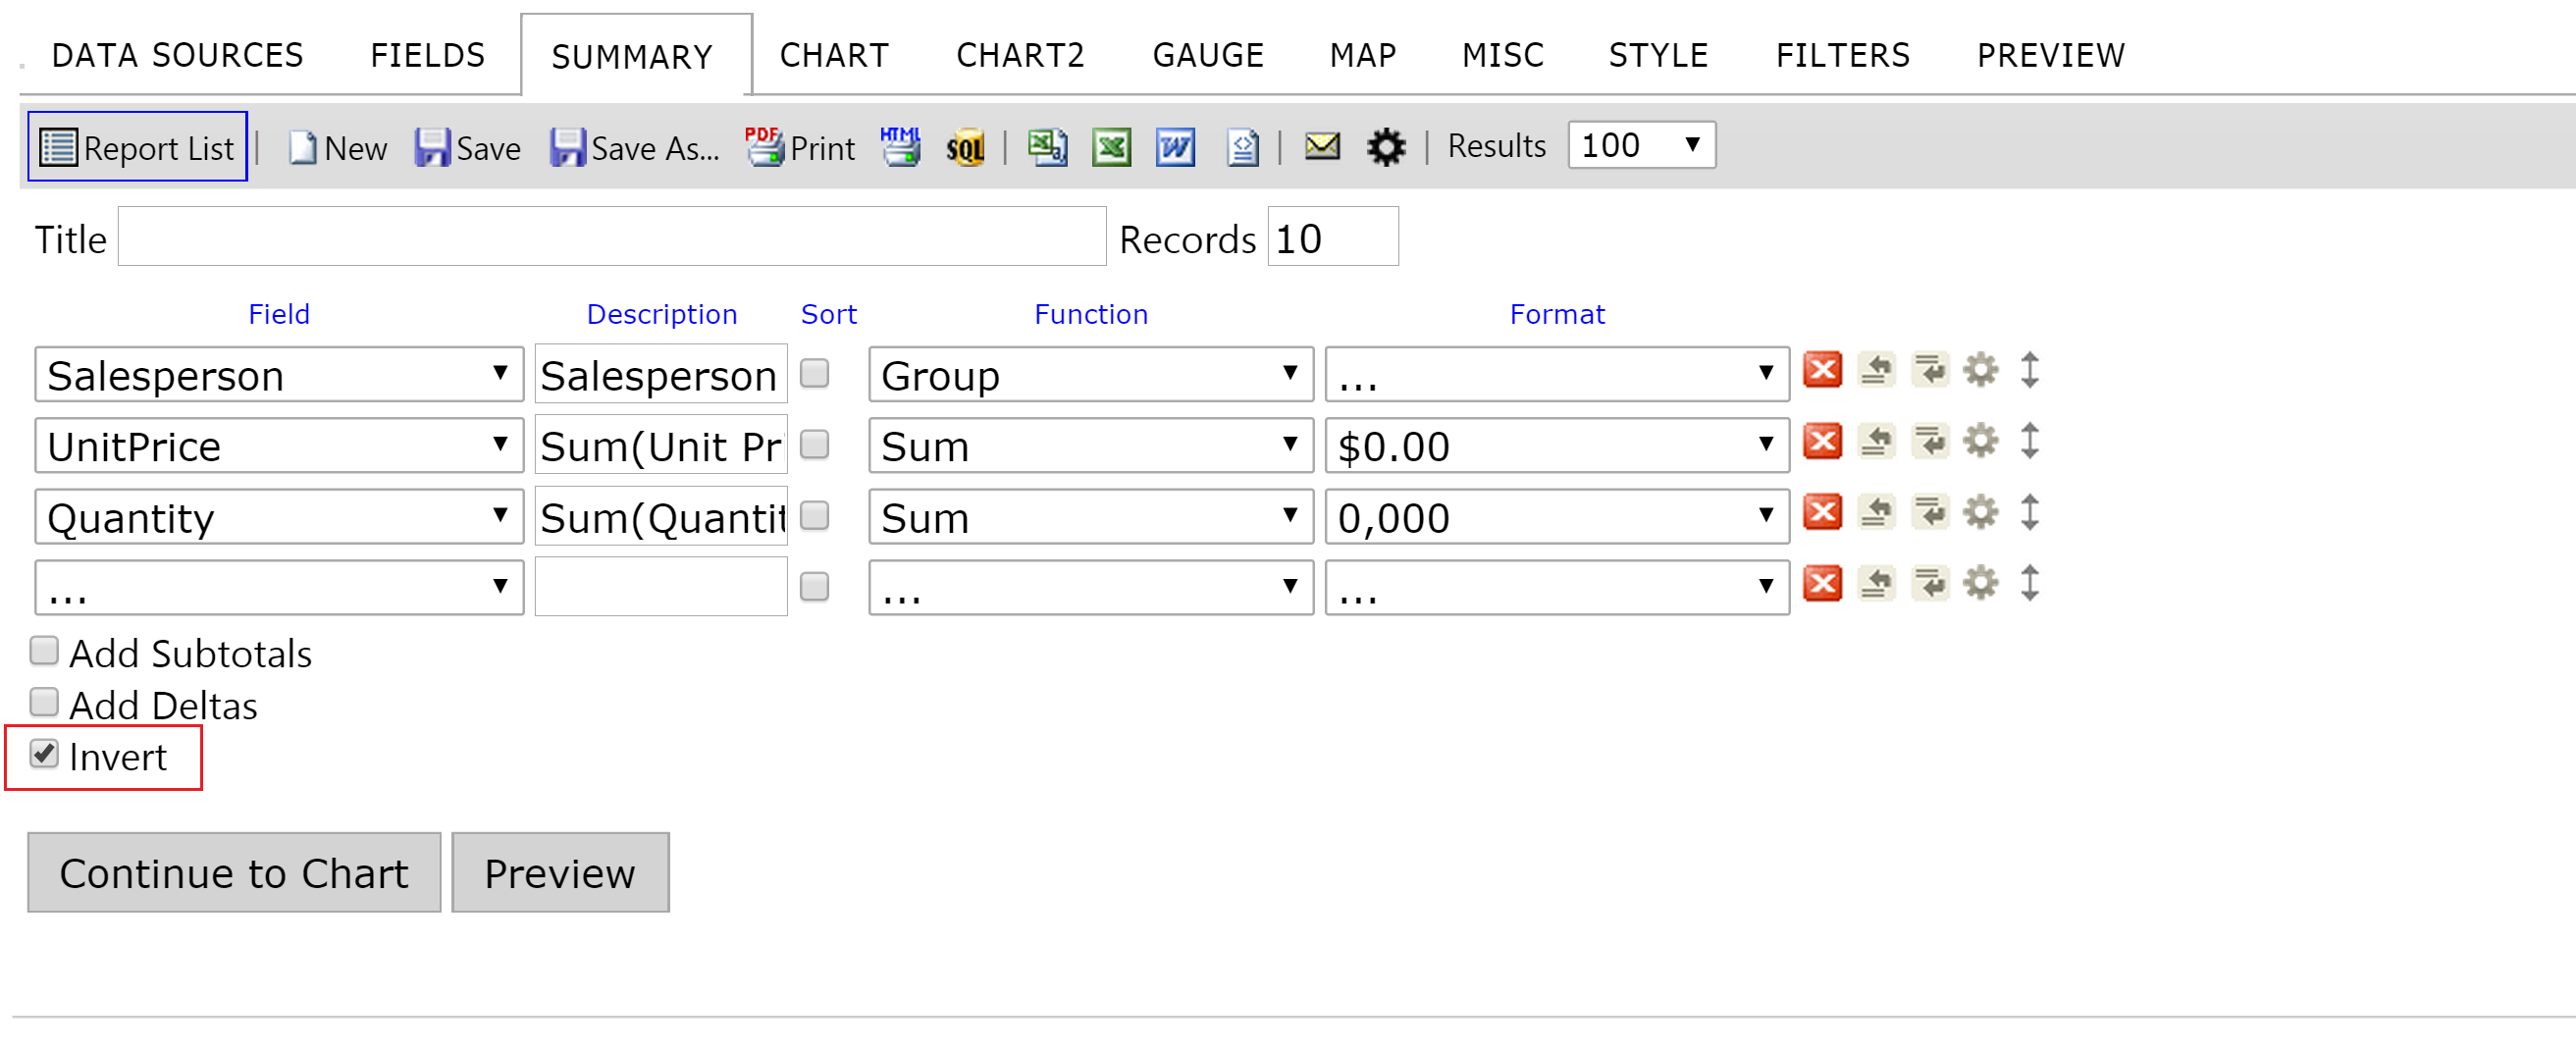 DATA SOURCES FIELDS SUMMARY CHART CHART2 GAUGE MAP MISC STYLE FILTERS PREVIEW
Report List | New Save Save As... PDF Print HTML SQL | a, X W <> | | Results 100
Title Records 10
Field Description Sort Function Format
Salesperson Salesperson Group ...
UnitPrice Sum(Unit Pri Sum $0.00
Quantity Sum(Quantit Sum 0,000
... ... ...
Add Subtotals
Add Deltas
Invert
Continue to Chart Preview